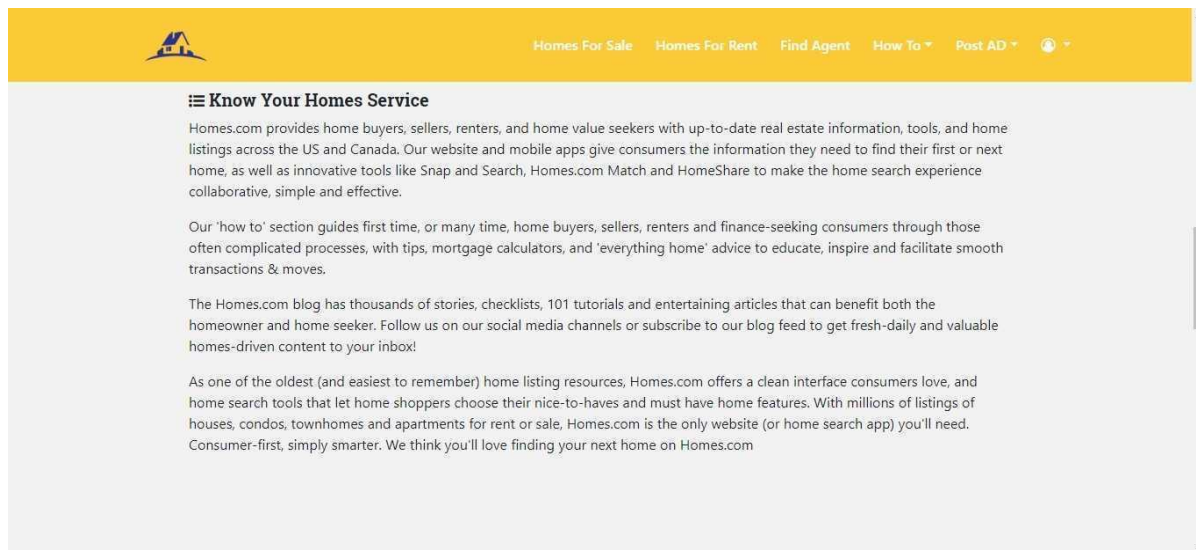 Homes For Sale Homes For Rent Find Agent How To Post AD
Know Your Homes Service
Homes.com provides home buyers, sellers, renters, and home value seekers with up-to-date real estate information, tools, and home
listings across the US and Canada. Our website and mobile apps give consumers the information they need to find their first or next
home, as well as innovative tools like Snap and Search, Homes.com Match and HomeShare to make the home search experience
collaborative, simple and effective.
Our 'how to' section guides first time, or many time, home buyers, sellers, renters and finance-seeking consumers through those
often complicated processes, with tips, mortgage calculators, and 'everything home' advice to educate, inspire and facilitate smooth
transactions & moves.
The Homes.com blog has thousands of stories, checklists, 101 tutorials and entertaining articles that can benefit both the
homeowner and home seeker. Follow us on our social media channels or subscribe to our blog feed to get fresh-daily and valuable
homes-driven content to your inbox!
As one of the oldest (and easiest to remember) home listing resources, Homes.com offers a clean interface consumers love, and
home search tools that let home shoppers choose their nice-to-haves and must have home features. With millions of listings of
houses, condos, townhomes and apartments for rent or sale, Homes.com is the only website (or home search app) you'll need.
Consumer-first, simply smarter. We think you'll love finding your next home on Homes.com